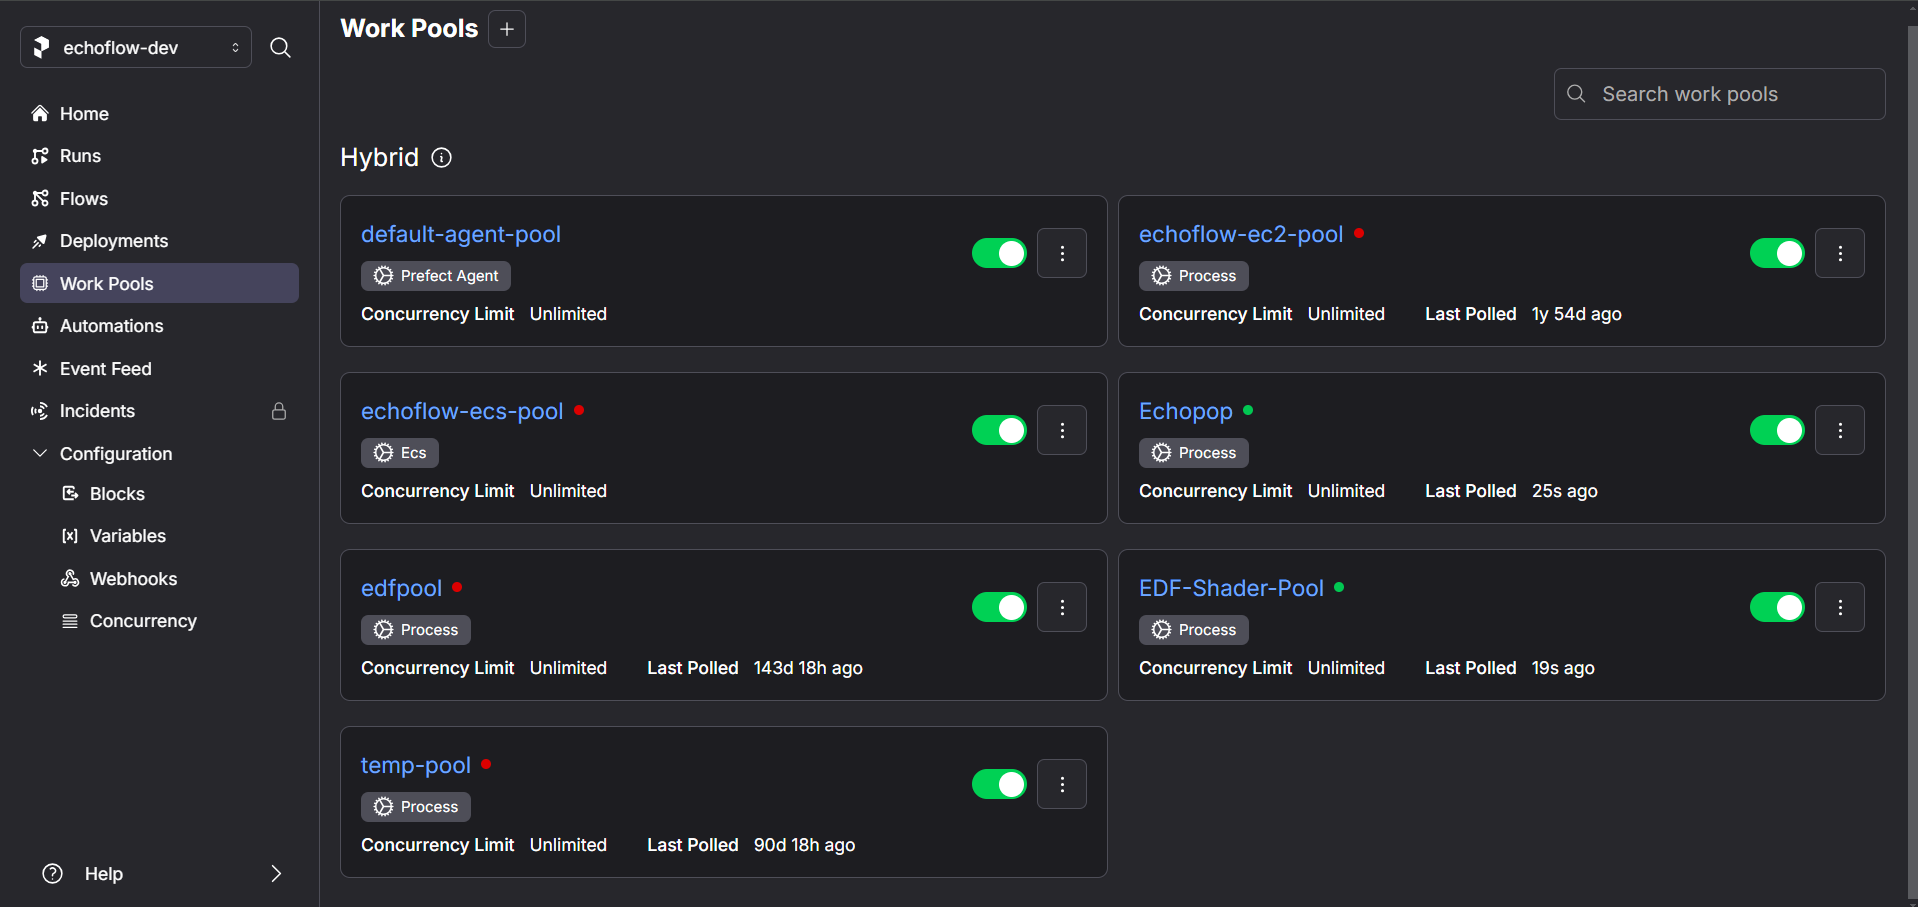 echoflow-dev
Home
Runs
Flows
Deployments
Work Pools
Automations
Event Feed
Incidents
Configuration
Blocks
Variables
Webhooks
Concurrency
Help
Work Pools
Search work pools
Hybrid
default-agent-pool
Prefect Agent
Concurrency Limit Unlimited
echoflow-ec2-pool
Process
Concurrency Limit Unlimited Last Polled 1y 54d ago
echoflow-ecs-pool
Ecs
Concurrency Limit Unlimited
Echopop
Process
Concurrency Limit Unlimited Last Polled 25s ago
edfpool
Process
Concurrency Limit Unlimited Last Polled 143d 18h ago
EDF-Shader-Pool
Process
Concurrency Limit Unlimited Last Polled 19s ago
temp-pool
Process
Concurrency Limit Unlimited Last Polled 90d 18h ago